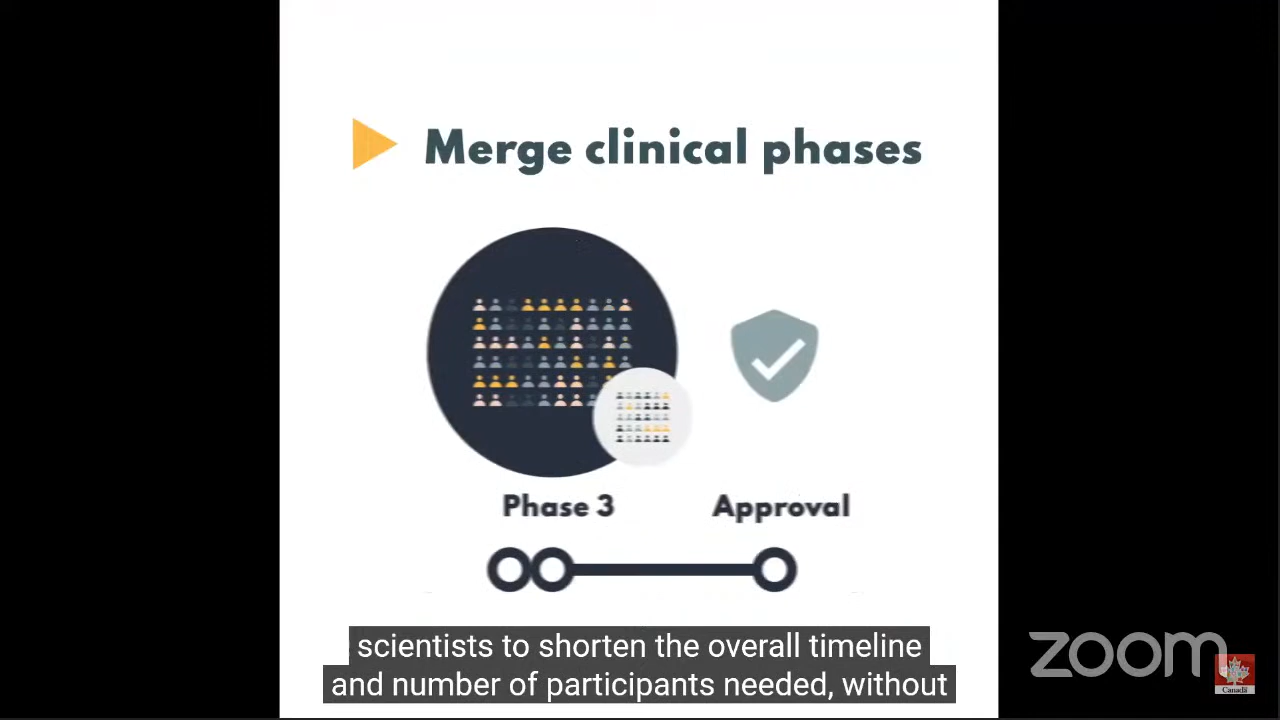 Merge clinical phases
Phase 3
Approval
scientists to shorten the overall timeline
and number of participants needed, without
zoom
Canada